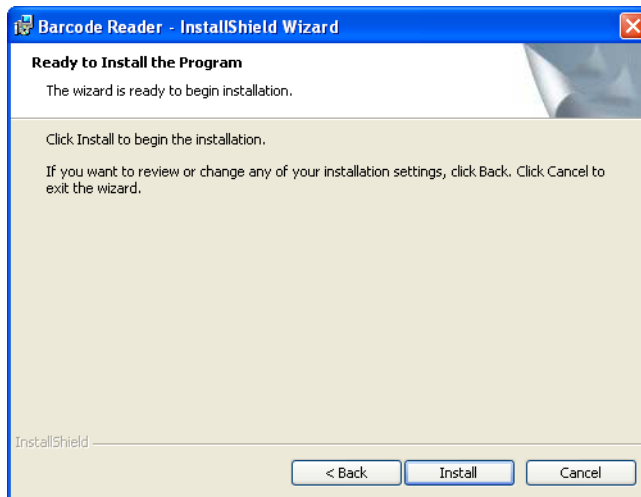 Barcode Reader - InstallShield Wizard
Ready to Install the Program
The wizard is ready to begin installation.
Click Install to begin the installation.
If you want to review or change any of your installation settings, click Back. Click Cancel to
exit the wizard.
InstallShield
< Back Install Cancel